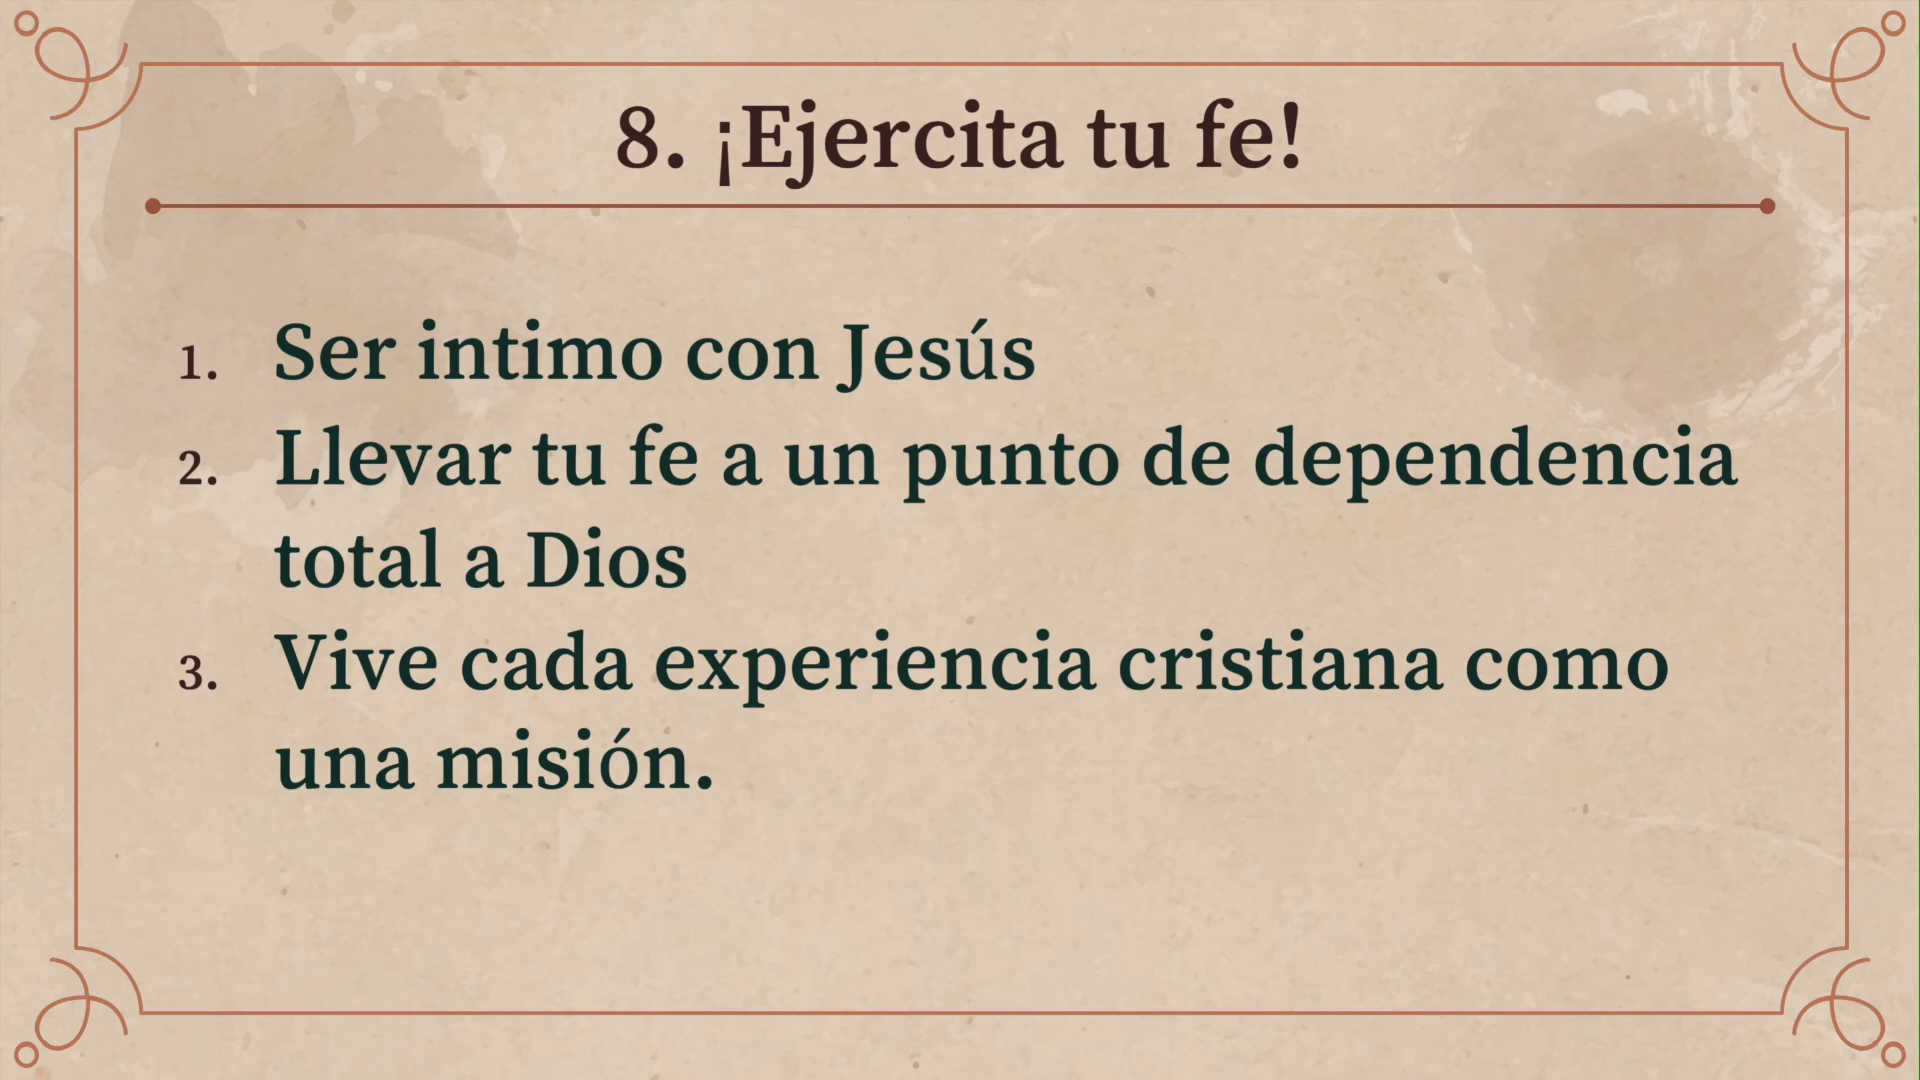 8. ¡Ejercita tu fe!
1. Ser intimo con Jesús
2. Llevar tu fe a un punto de dependencia
total a Dios
3. Vive cada experiencia cristiana como
una misión.